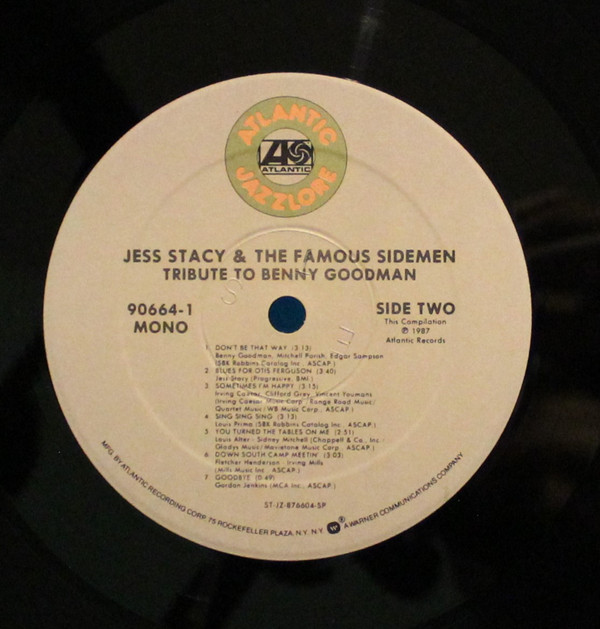 ATLANTIC
AS
ATLANTIC
JAZZLORE
JESS STACY & THE FAMOUS SIDEMEN
TRIBUTE TO BENNY GOODMAN
90664-1
MONO
SIDE TWO
This Compilation
℗ 1987
Atlantic Records
1 DON'T BE THAT WAY (3:13)
Benny Goodman, Mitchell Parish, Edgar Sampson
(SBK Robbins Catalog Inc., ASCAP)
2 BLUES FOR OTIS FERGUSON (3:40)
Jess Stacy (Progressive, BMI)
3 SOMETIMES I'M HAPPY (3:15)
Irving Caesar, Clifford Grey, Vincent Youmans
(Irving Caesar Music Corp./Range Road Music/
Quartet Music/WB Music Corp., ASCAP)
4 SING SING SING (3:13)
Louis Prima (SBK Robbins Catalog Inc., ASCAP)
5 YOU TURNED THE TABLES ON ME (2:51)
Louis Alter - Sidney Mitchell (Chappell & Co., Inc./
Gladys Music/Movietone Music Corp., ASCAP)
6 DOWN SOUTH CAMP MEETIN' (3:03)
Fletcher Henderson - Irving Mills
(Mills Music Inc., ASCAP)
7 GOODBYE (0:49)
Gordon Jenkins (MCA Inc., ASCAP)
ST-JZ-876604-SP
MFG. BY ATLANTIC RECORDING CORP. 75 ROCKEFELLER PLAZA, N.Y. N.Y. ® A WARNER COMMUNICATIONS COMPANY